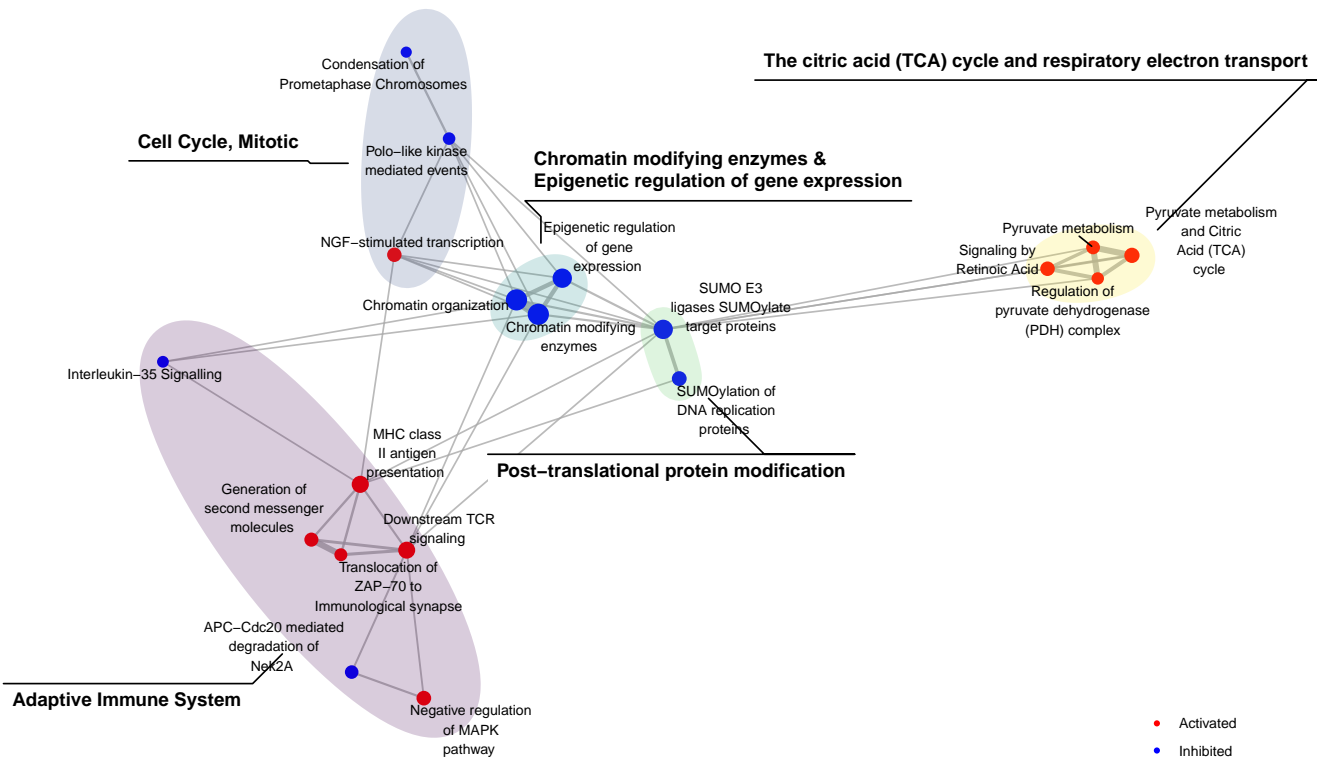 Condensation of
Prometaphase Chromosomes
The citric acid (TCA) cycle and respiratory electron transport
Cell Cycle, Mitotic
Polo−like kinase
mediated events
Chromatin modifying enzymes &
Epigenetic regulation of gene expression
NGF−stimulated transcription
Epigenetic regulation
of gene
expression
Pyruvate metabolism
Pyruvate metabolism
and Citric
Acid (TCA)
cycle
Signaling by
Retinoic Acid
Regulation of
pyruvate dehydrogenase
(PDH) complex
Chromatin organization
Chromatin modifying
enzymes
SUMO E3
ligases SUMOylate
target proteins
Interleukin−35 Signalling
SUMOylation of
DNA replication
proteins
MHC class
II antigen
presentation
Post−translational protein modification
Generation of
second messenger
molecules
Downstream TCR
signaling
Translocation of
ZAP−70 to
Immunological synapse
APC−Cdc20 mediated
degradation of
Nek2A
Adaptive Immune System
Negative regulation
of MAPK
pathway
Activated
Inhibited